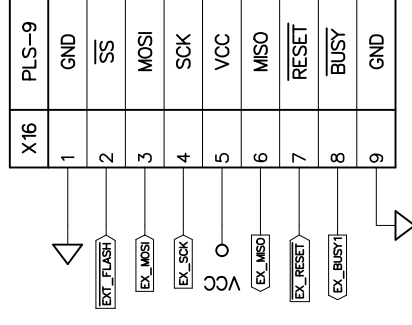 X16 PLS-9
1 GND
2 SS
3 MOSI
4 SCK
5 VCC
6 MISO
7 RESET
8 BUSY
9 GND
EXT_FLASH
EX_MOSI
EX_SCK
VCC
EX_MISO
EX_RESET
EX_BUSY1